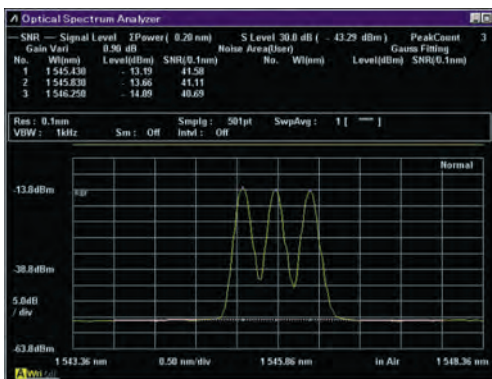 Optical Spectrum Analyzer
SNR — Signal Level ΣPower( 0.20 nm) S Level 30.0 dB ( - 43.29 dBm ) PeakCount 3
Gain Vari 0.90 dB Noise Area(User) Gauss Fitting
No. Wl(nm) Level(dBm) SNR(/0.1nm) No. Wl(nm) Level(dBm) SNR(/0.1nm)
1 1 545.430 - 13.19 41.58
2 1 545.830 - 13.66 41.11
3 1 546.250 - 14.09 40.69
Res : 0.1nm Smplg : 501pt SwpAvg : 1 [ ]
VBW : 1kHz Sm : Off Intvl : Off
Normal
-13.8dBm
-38.8dBm
5.0dB
/ div
-63.8dBm
1 543.36 nm 0.50 nm/div 1 545.86 nm in Air 1 548.36 nm
A Wri